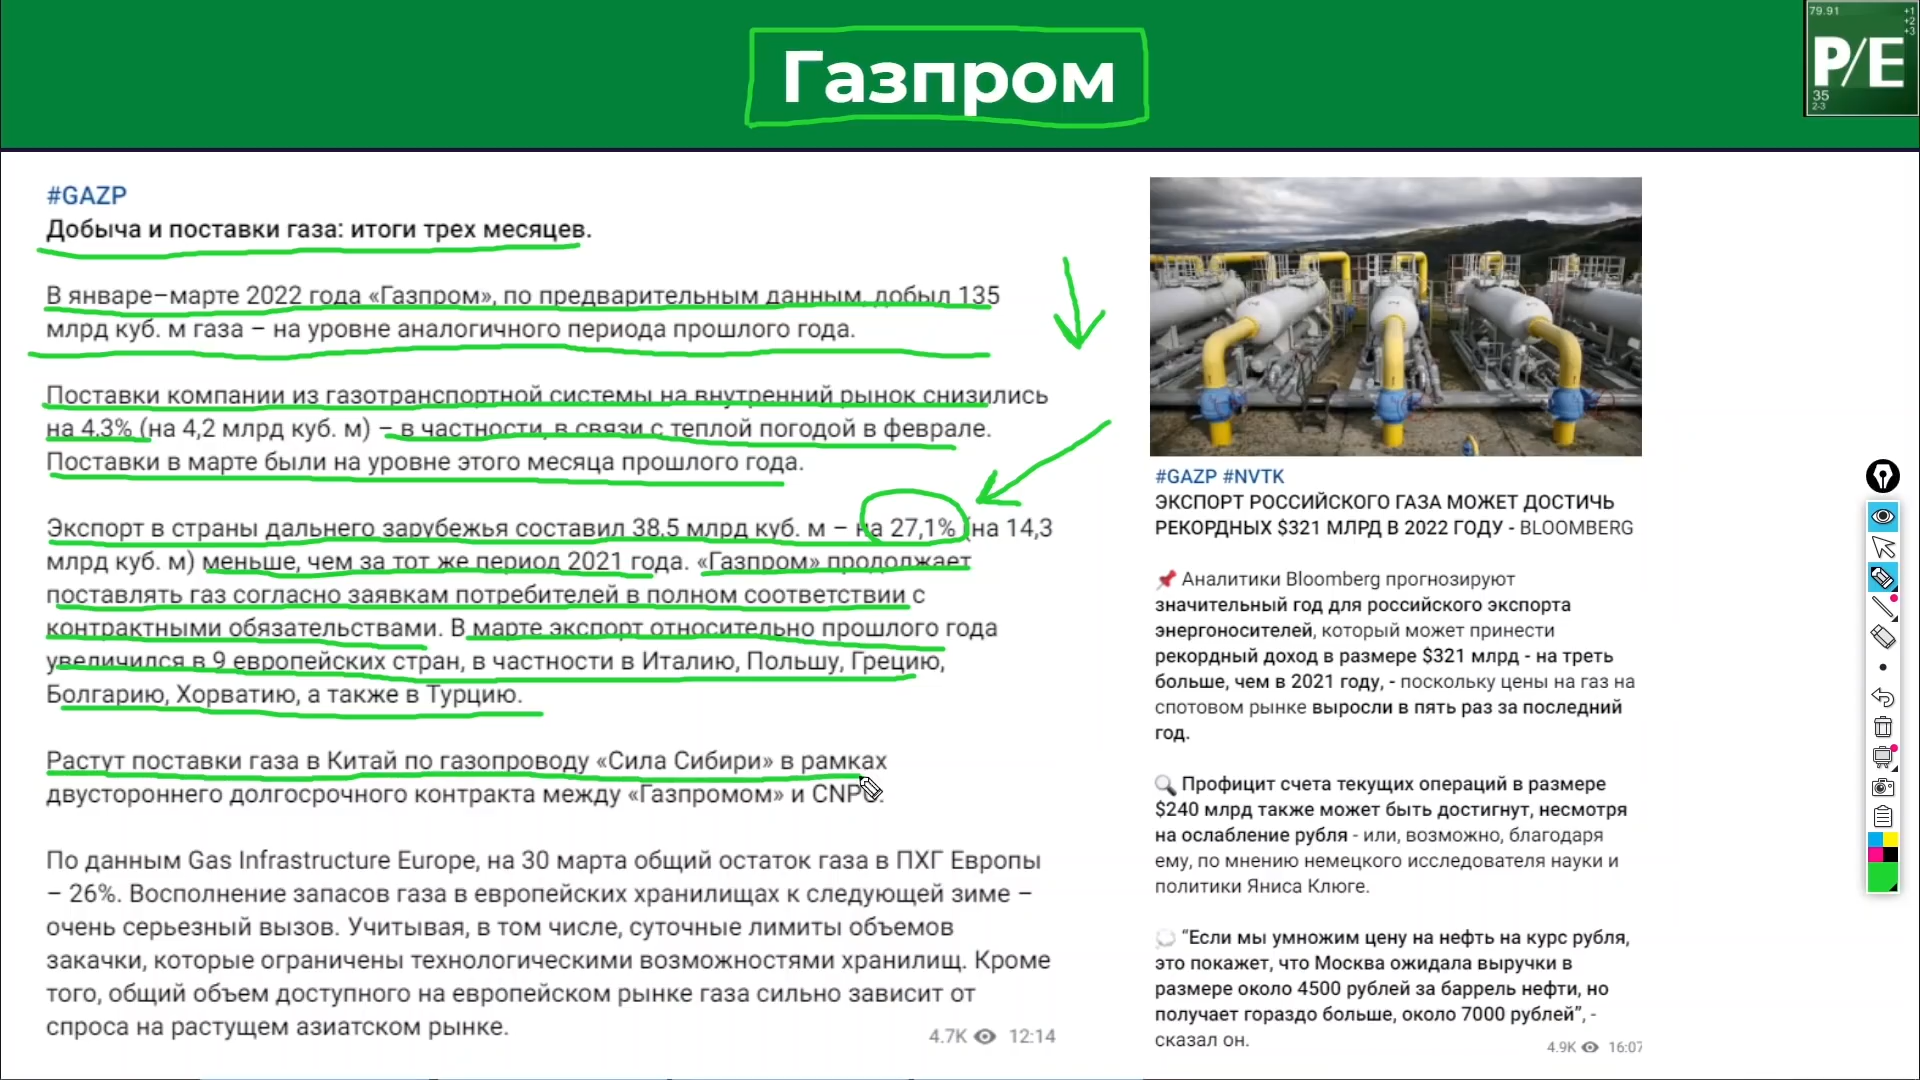 Газпром
79.91
+1
+2
+3
P/E
35
2-3
#GAZP
Добыча и поставки газа: итоги трех месяцев.
В январе–марте 2022 года «Газпром», по предварительным данным, добыл 135
млрд куб. м газа – на уровне аналогичного периода прошлого года.
Поставки компании из газотранспортной системы на внутренний рынок снизились
на 4,3% (на 4,2 млрд куб. м) – в частности, в связи с теплой погодой в феврале.
Поставки в марте были на уровне этого месяца прошлого года.
Экспорт в страны дальнего зарубежья составил 38,5 млрд куб. м – на 27,1% (на 14,3
млрд куб. м) меньше, чем за тот же период 2021 года. «Газпром» продолжает
поставлять газ согласно заявкам потребителей в полном соответствии с
контрактными обязательствами. В марте экспорт относительно прошлого года
увеличился в 9 европейских стран, в частности в Италию, Польшу, Грецию,
Болгарию, Хорватию, а также в Турцию.
Растут поставки газа в Китай по газопроводу «Сила Сибири» в рамках
двустороннего долгосрочного контракта между «Газпромом» и CNPC.
По данным Gas Infrastructure Europe, на 30 марта общий остаток газа в ПХГ Европы
– 26%. Восполнение запасов газа в европейских хранилищах к следующей зиме –
очень серьезный вызов. Учитывая, в том числе, суточные лимиты объемов
закачки, которые ограничены технологическими возможностями хранилищ. Кроме
того, общий объем доступного на европейском рынке газа сильно зависит от
спроса на растущем азиатском рынке.
4.7K 12:14
#GAZP #NVTK
ЭКСПОРТ РОССИЙСКОГО ГАЗА МОЖЕТ ДОСТИЧЬ
РЕКОРДНЫХ $321 МЛРД В 2022 ГОДУ - BLOOMBERG
Аналитики Bloomberg прогнозируют
значительный год для российского экспорта
энергоносителей, который может принести
рекордный доход в размере $321 млрд - на треть
больше, чем в 2021 году, - поскольку цены на газ на
спотовом рынке выросли в пять раз за последний
год.
Профицит счета текущих операций в размере
$240 млрд также может быть достигнут, несмотря
на ослабление рубля - или, возможно, благодаря
ему, по мнению немецкого исследователя науки и
политики Яниса Клюге.
“Если мы умножим цену на нефть на курс рубля,
это покажет, что Москва ожидала выручки в
размере около 4500 рублей за баррель нефти, но
получает гораздо больше, около 7000 рублей”, -
сказал он.
4.9K 16:07